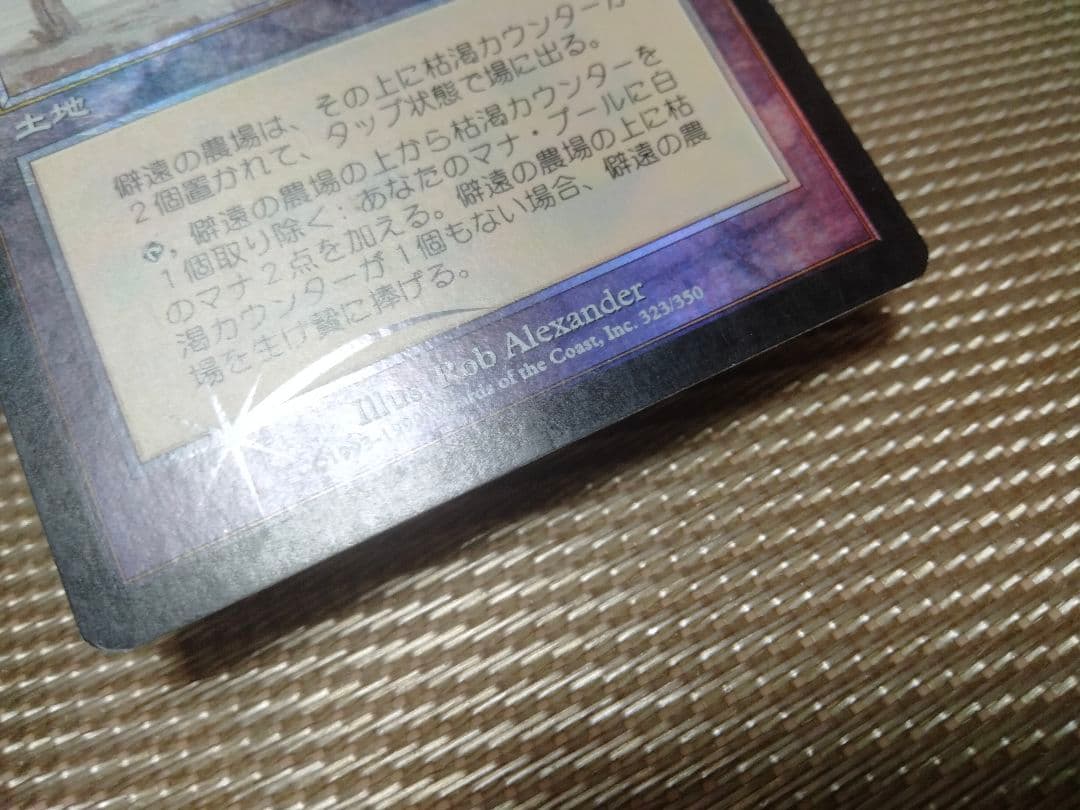 土地
僻遠の農場は、その上に枯渇カウンターが
2個置かれて、タップ状態で場に出る。
, 僻遠の農場の上から枯渇カウンターを
1個取り除く:あなたのマナ・プールに白
のマナ2点を加える。僻遠の農場の上に枯
渇カウンターが1個もない場合、僻遠の農
場を生け贄に捧げる。
Illus. Rob Alexander
of the Coast, Inc. 323/350